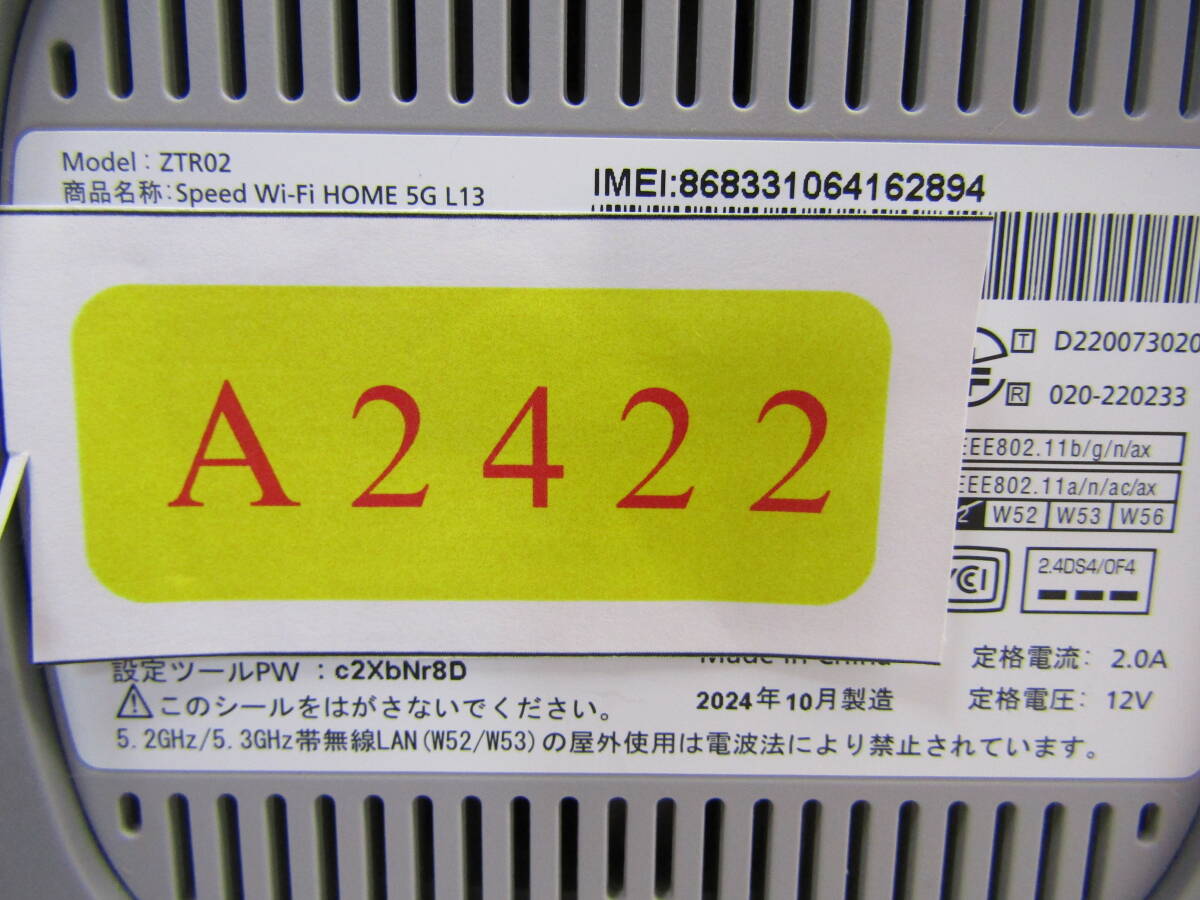 Model : ZTR02
商品名称 : Speed Wi-Fi HOME 5G L13
IMEI:868331064162894
A2422
T D220073020
R 020-220233
EEE802.11b/g/n/ax
EEE802.11a/n/ac/ax
2 W52 W53 W56
VCCI
2.4DS4/OF4
設定ツールPW : c2XbNr8D
Made in China
定格電流: 2.0A
⚠このシールをはがさないでください。
2024年10月製造
定格電圧: 12V
5.2GHz/5.3GHz帯無線LAN(W52/W53)の屋外使用は電波法により禁止されています。